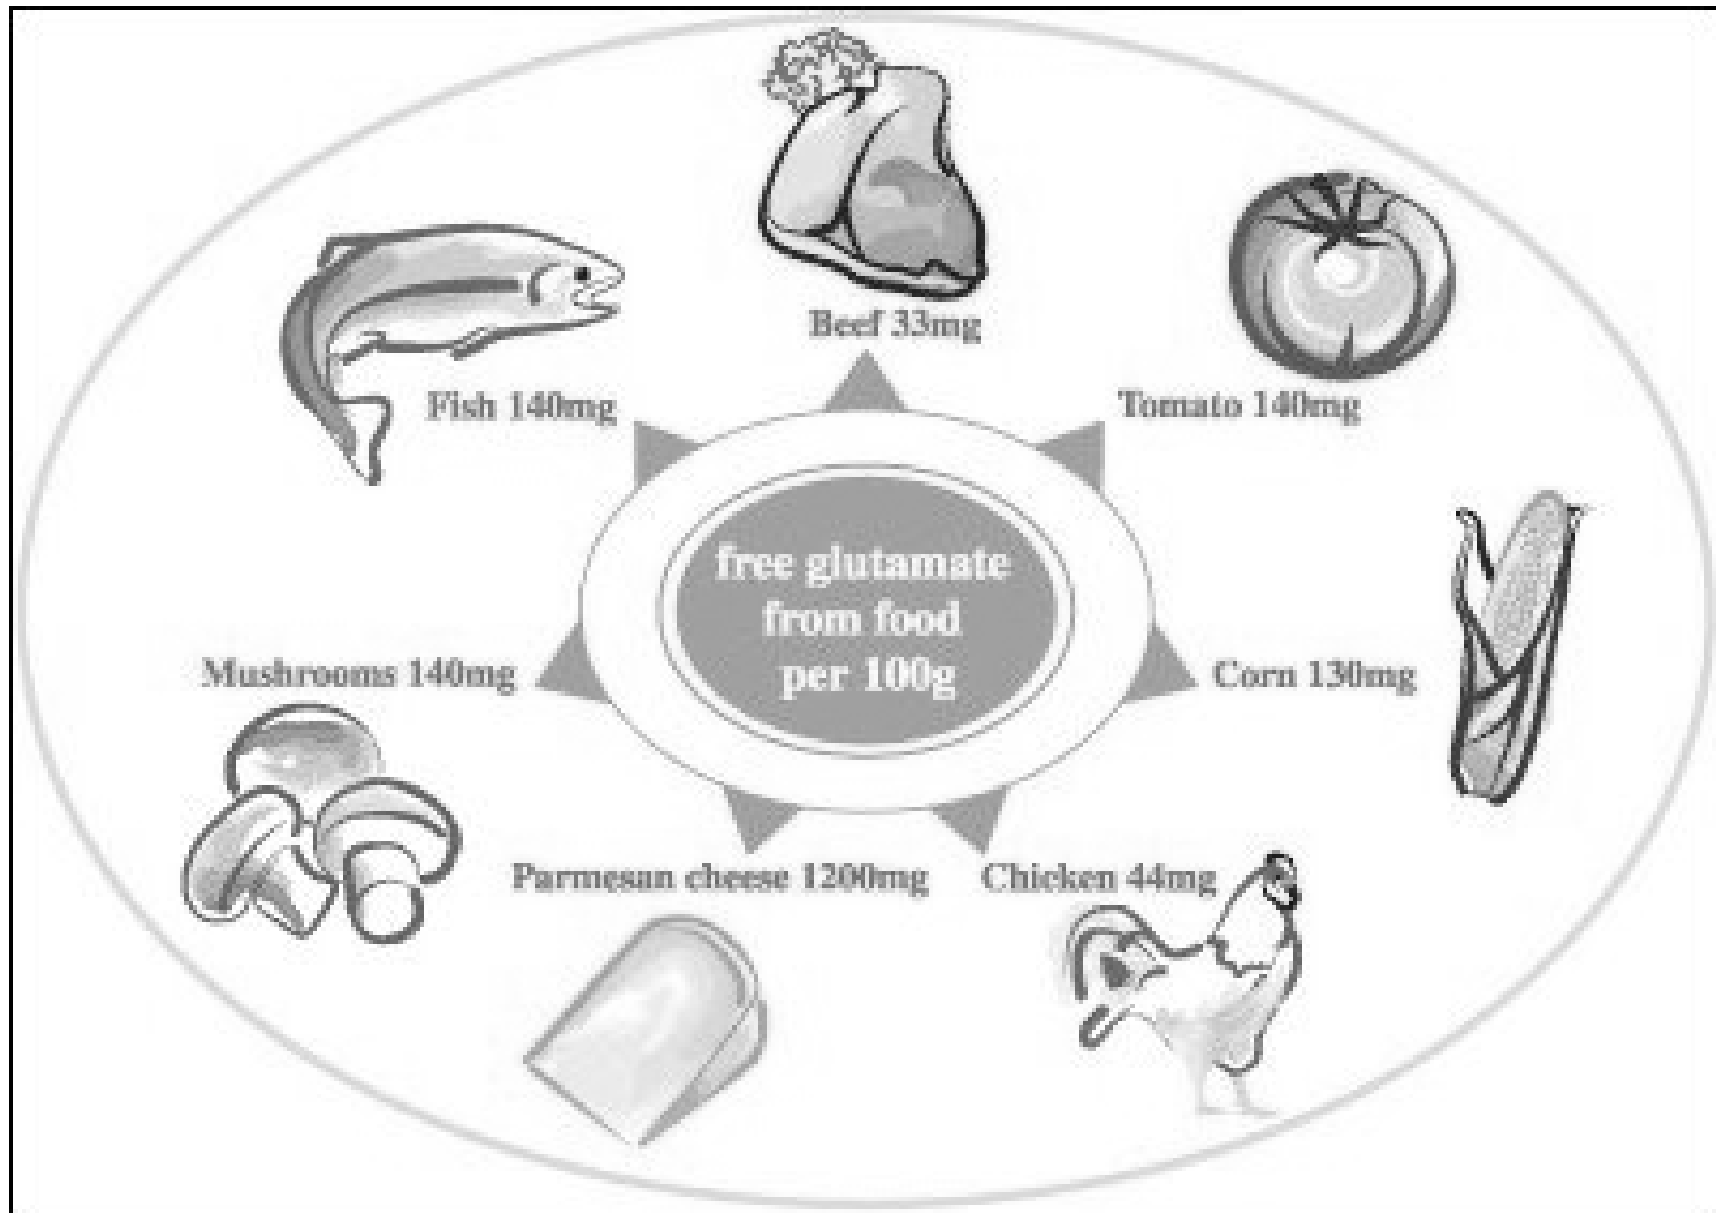 Beef 33mg
Fish 140mg
Tomato 140mg
free glutamate
from food
per 100g
Mushrooms 140mg
Corn 130mg
Parmesan cheese 1200mg
Chicken 44mg